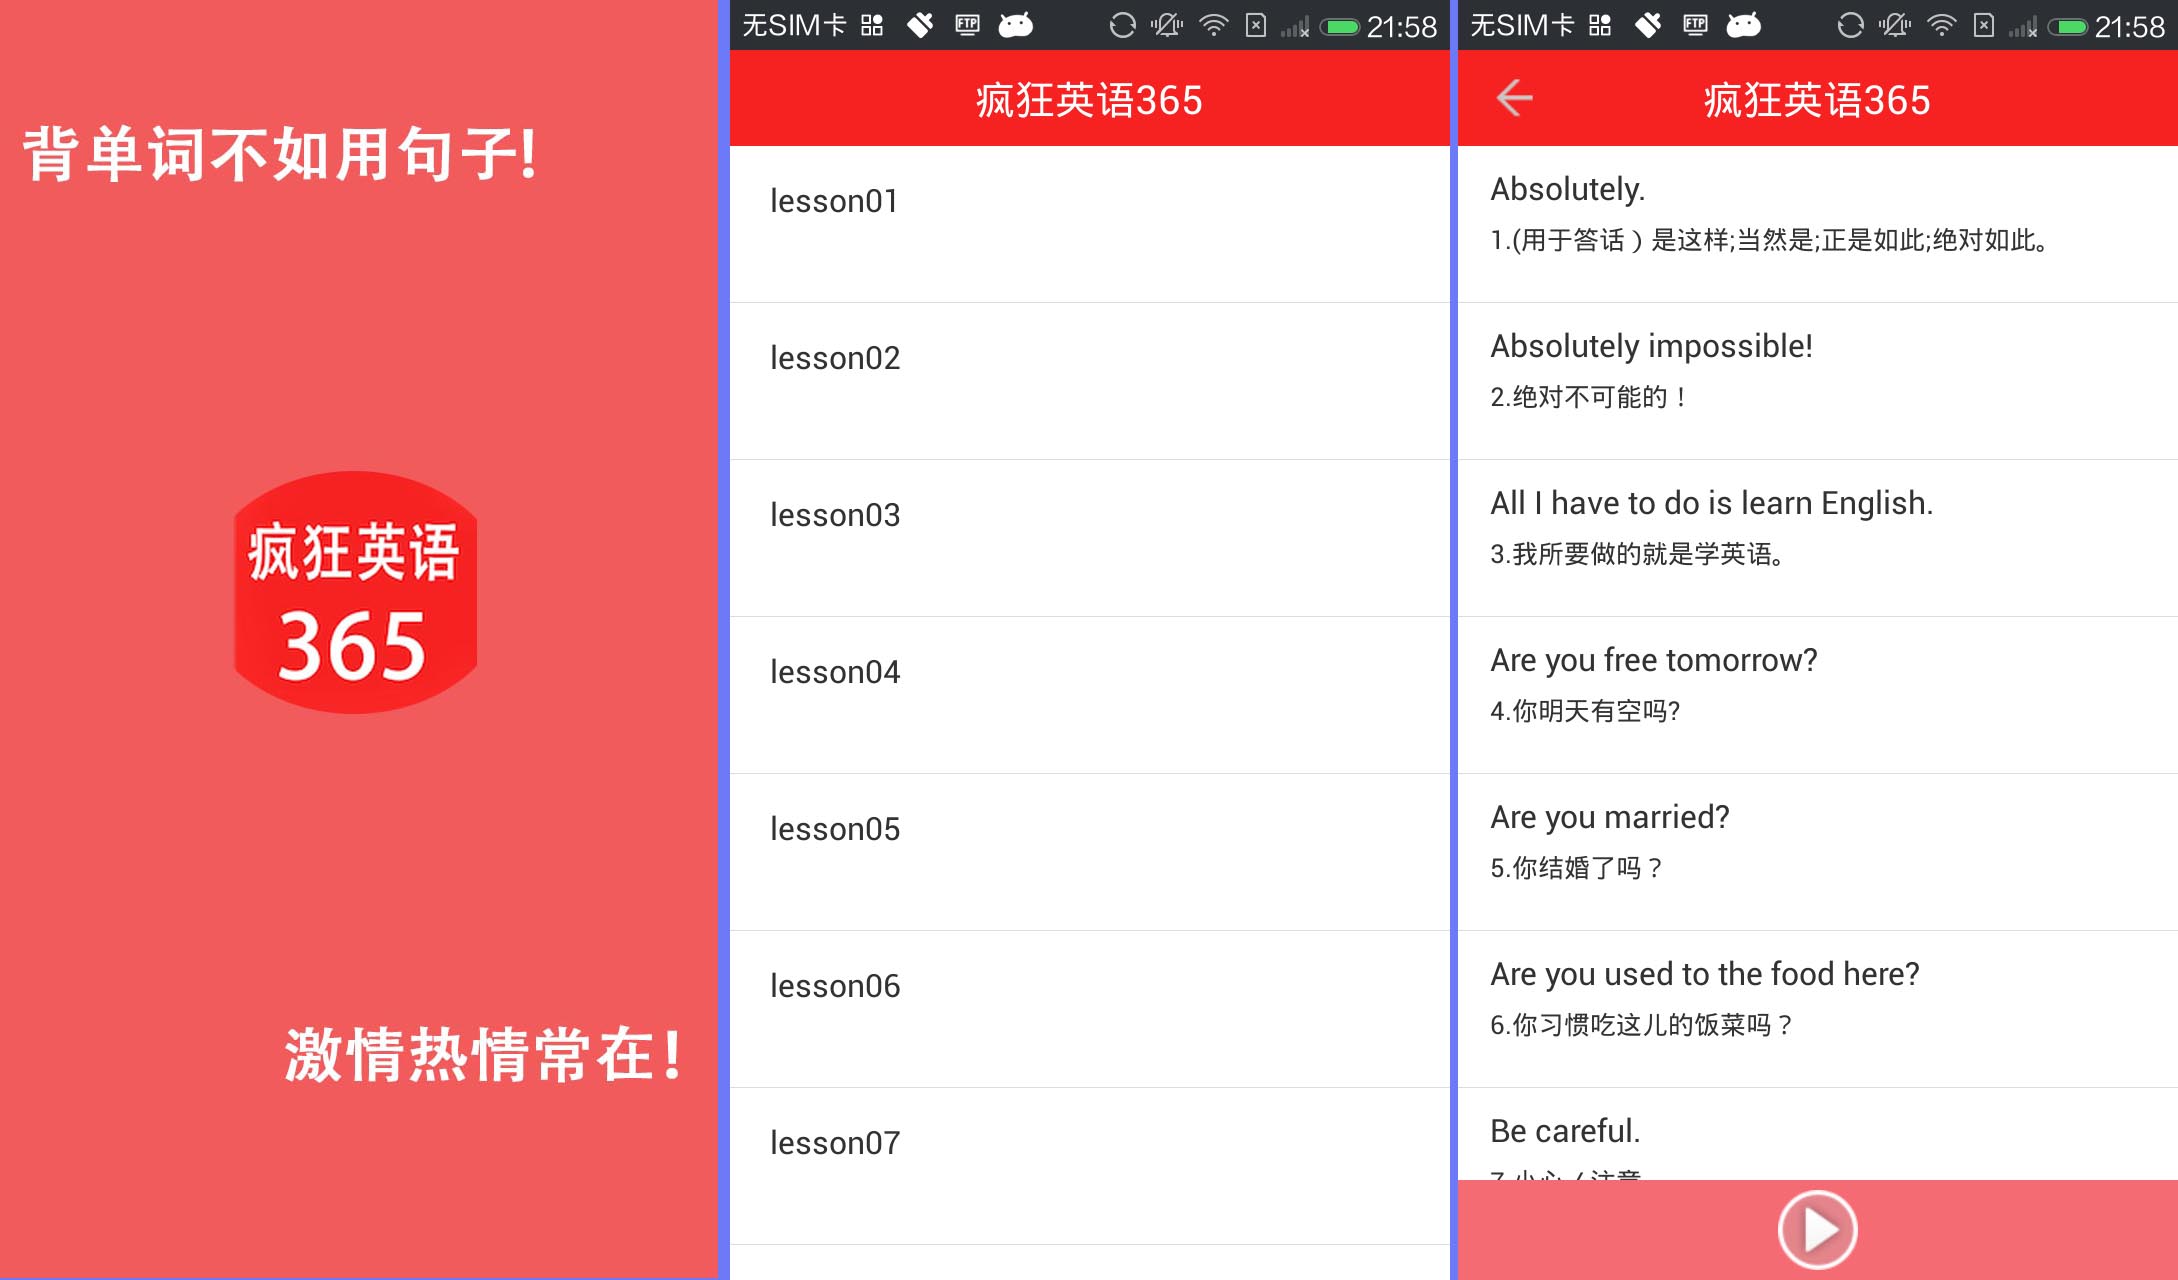 背单词不如用句子!
疯狂英语
365
激情热情常在!
无SIM卡 FTP 21:58
疯狂英语365
lesson01
lesson02
lesson03
lesson04
lesson05
lesson06
lesson07
无SIM卡 FTP 21:58
疯狂英语365
Absolutely.
1.(用于答话）是这样;当然是;正是如此;绝对如此。
Absolutely impossible!
2.绝对不可能的！
All I have to do is learn English.
3.我所要做的就是学英语。
Are you free tomorrow?
4.你明天有空吗?
Are you married?
5.你结婚了吗？
Are you used to the food here?
6.你习惯吃这儿的饭菜吗？
Be careful.
7.小心／注意